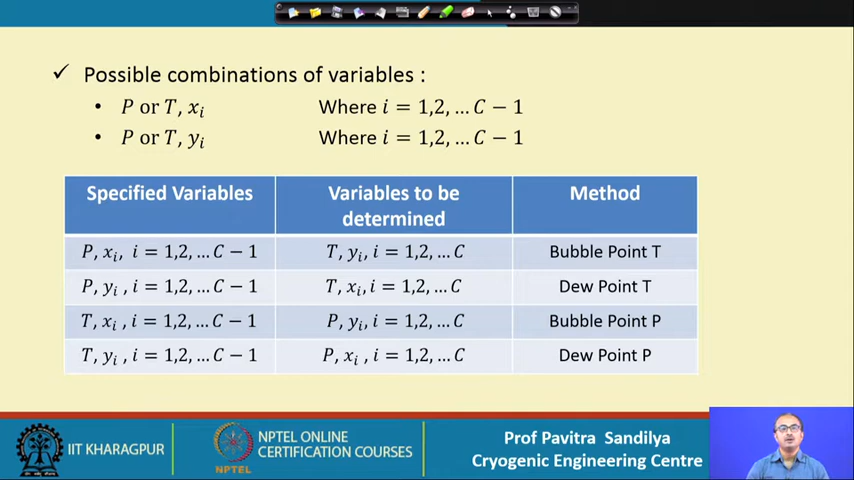 ✓ Possible combinations of variables :
• P or T, xᵢ Where i = 1,2, … C − 1
• P or T, yᵢ Where i = 1,2, … C − 1
Specified Variables Variables to be determined Method
P, xᵢ, i = 1,2, … C − 1 T, yᵢ, i = 1,2, … C Bubble Point T
P, yᵢ , i = 1,2, … C − 1 T, xᵢ, i = 1,2, … C Dew Point T
T, xᵢ , i = 1,2, … C − 1 P, yᵢ, i = 1,2, … C Bubble Point P
T, yᵢ , i = 1,2, … C − 1 P, xᵢ , i = 1,2, … C Dew Point P
IIT KHARAGPUR
NPTEL
NPTEL ONLINE
CERTIFICATION COURSES
Prof Pavitra Sandilya
Cryogenic Engineering Centre